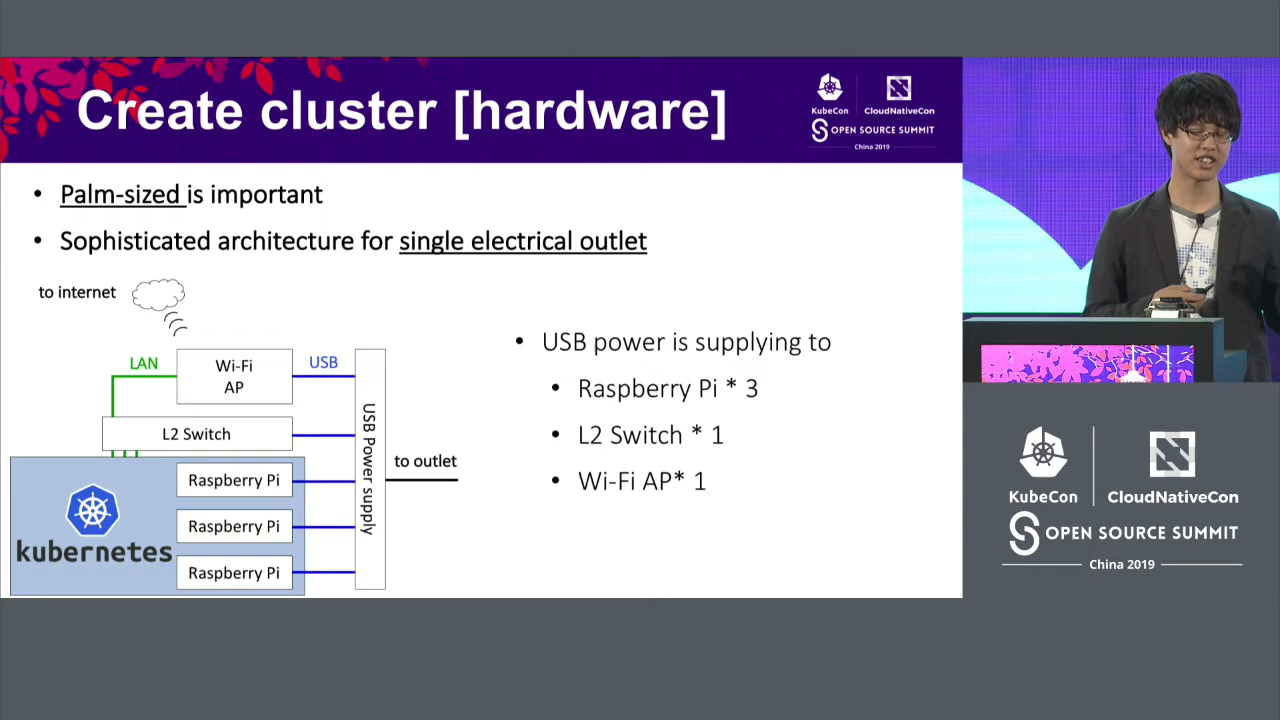 Create cluster [hardware]
KubeCon
CloudNativeCon
OPEN SOURCE SUMMIT
China 2019
• Palm-sized is important
• Sophisticated architecture for single electrical outlet
to internet
LAN
Wi-Fi
AP
USB
L2 Switch
Raspberry Pi
Raspberry Pi
Raspberry Pi
kubernetes
USB Power supply
to outlet
• USB power is supplying to
• Raspberry Pi * 3
• L2 Switch * 1
• Wi-Fi AP* 1
KubeCon
CloudNativeCon
OPEN SOURCE SUMMIT
China 2019